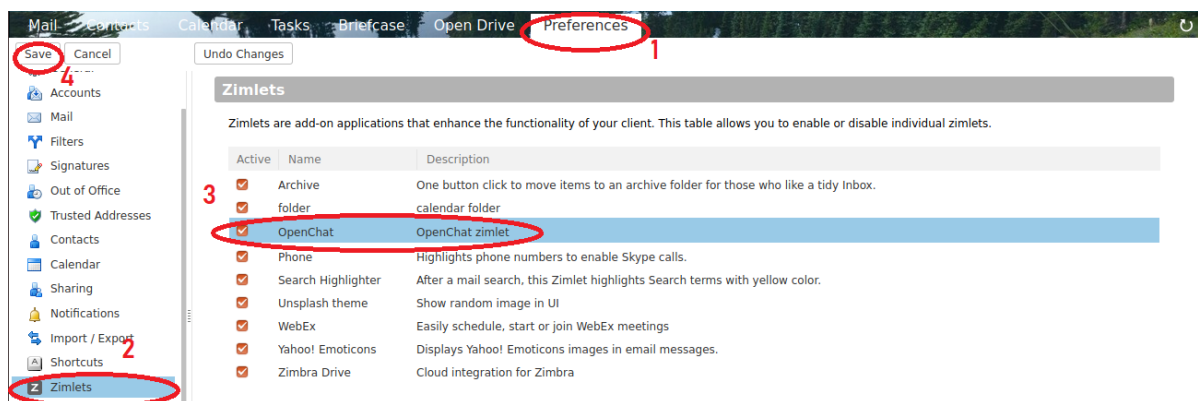 Mail Contacts Calendar Tasks Briefcase Open Drive Preferences
1
Save Cancel Undo Changes
4
General
Accounts
Mail
Filters
Signatures
Out of Office
Trusted Addresses
Contacts
Calendar
Sharing
Notifications
Import / Export
2
Shortcuts
Z Zimlets
Zimlets
Zimlets are add-on applications that enhance the functionality of your client. This table allows you to enable or disable individual zimlets.
Active Name Description
Archive One button click to move items to an archive folder for those who like a tidy Inbox.
3
folder calendar folder
OpenChat OpenChat zimlet
Phone Highlights phone numbers to enable Skype calls.
Search Highlighter After a mail search, this Zimlet highlights Search terms with yellow color.
Unsplash theme Show random image in UI
WebEx Easily schedule, start or join WebEx meetings
Yahoo! Emoticons Displays Yahoo! Emoticons images in email messages.
Zimbra Drive Cloud integration for Zimbra